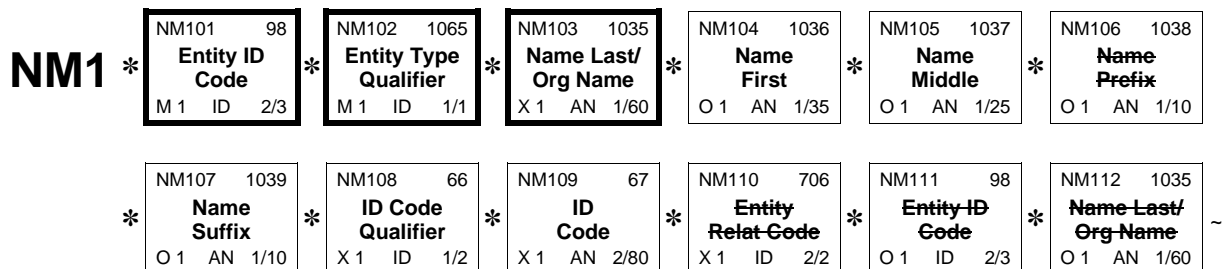 NM101 98 NM102 1065 NM103 1035 NM104 1036 NM105 1037 NM106 1038
NM1 * Entity ID Code * Entity Type Qualifier * Name Last/ Org Name * Name First * Name Middle * Name Prefix
M 1 ID 2/3 M 1 ID 1/1 X 1 AN 1/60 O 1 AN 1/35 O 1 AN 1/25 O 1 AN 1/10
NM107 1039 NM108 66 NM109 67 NM110 706 NM111 98 NM112 1035
* Name Suffix * ID Code Qualifier * ID Code * Entity Relat Code * Entity ID Code * Name Last/ Org Name ~
O 1 AN 1/10 X 1 ID 1/2 X 1 AN 2/80 X 1 ID 2/2 O 1 ID 2/3 O 1 AN 1/60